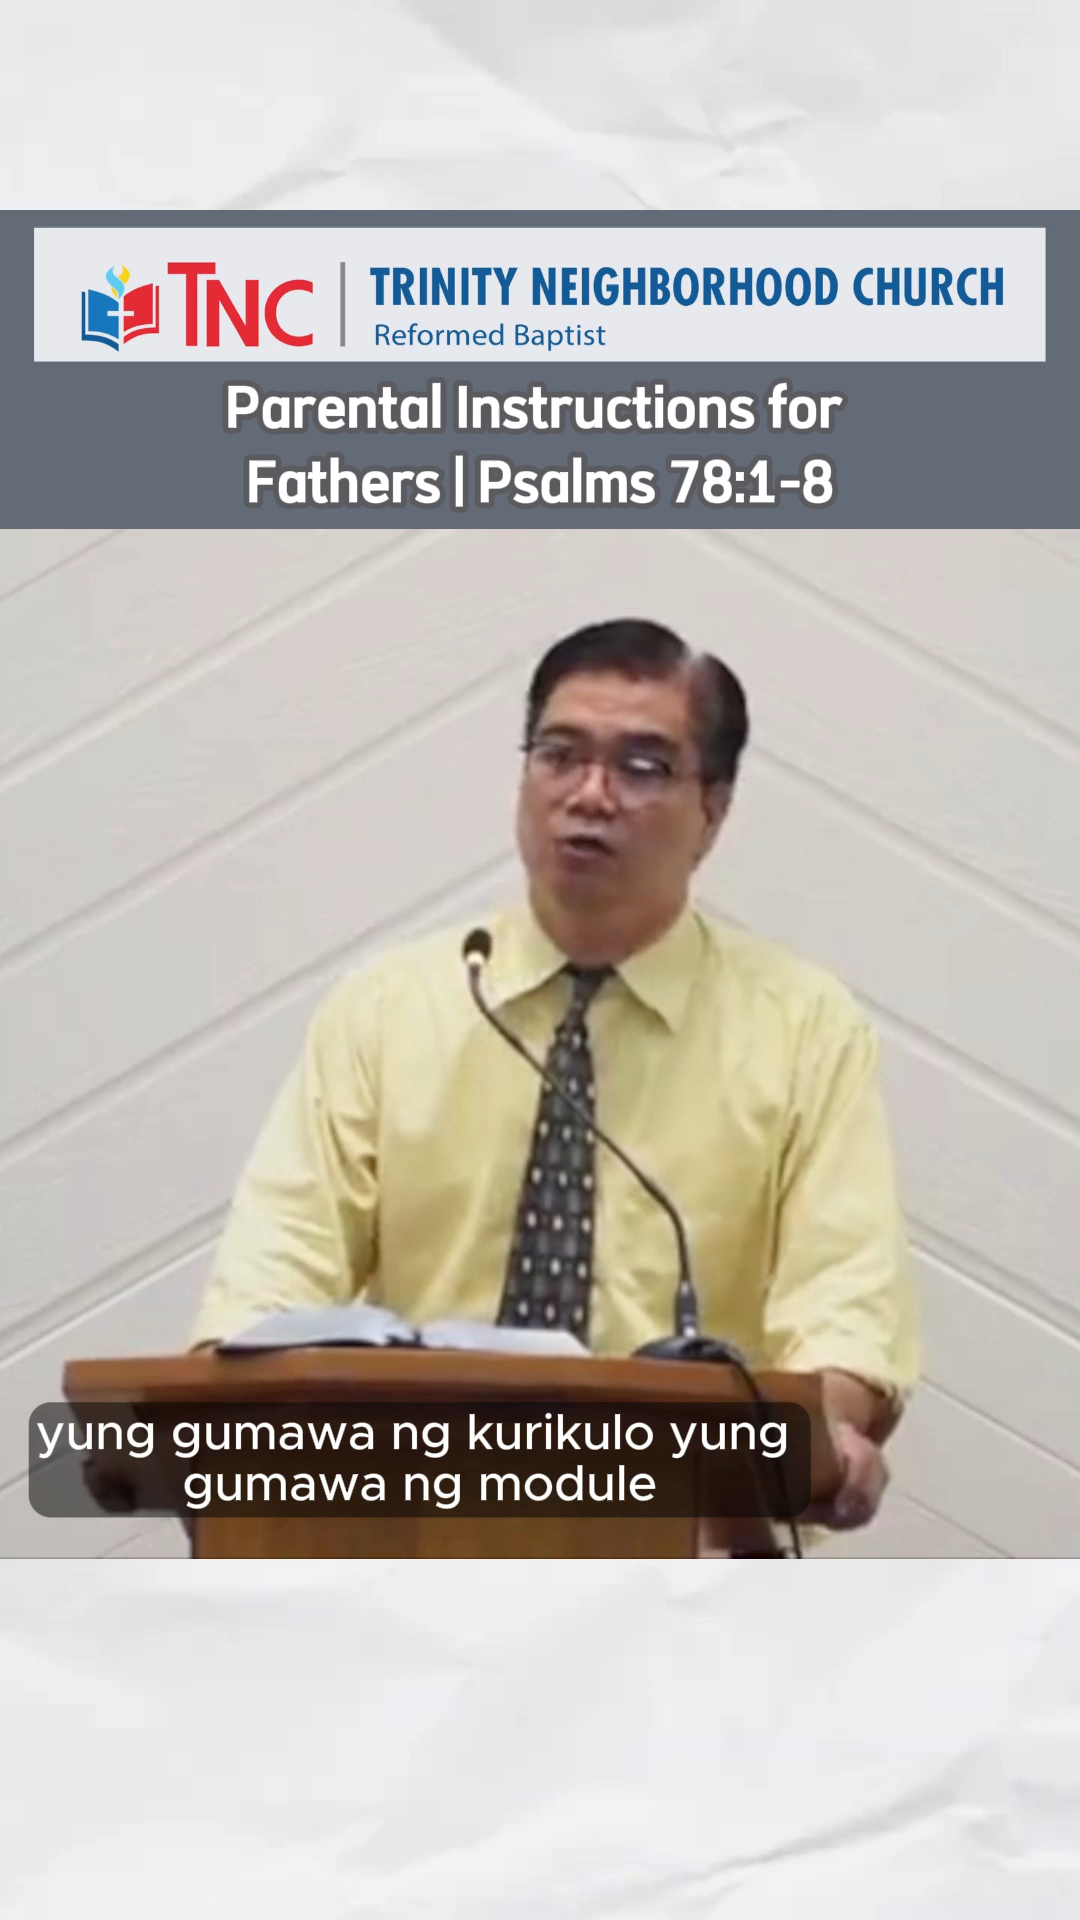 TNC
TRINITY NEIGHBORHOOD CHURCH
Reformed Baptist
Parental Instructions for
Fathers | Psalms 78:1-8
yung gumawa ng kurikulo yung
gumawa ng module